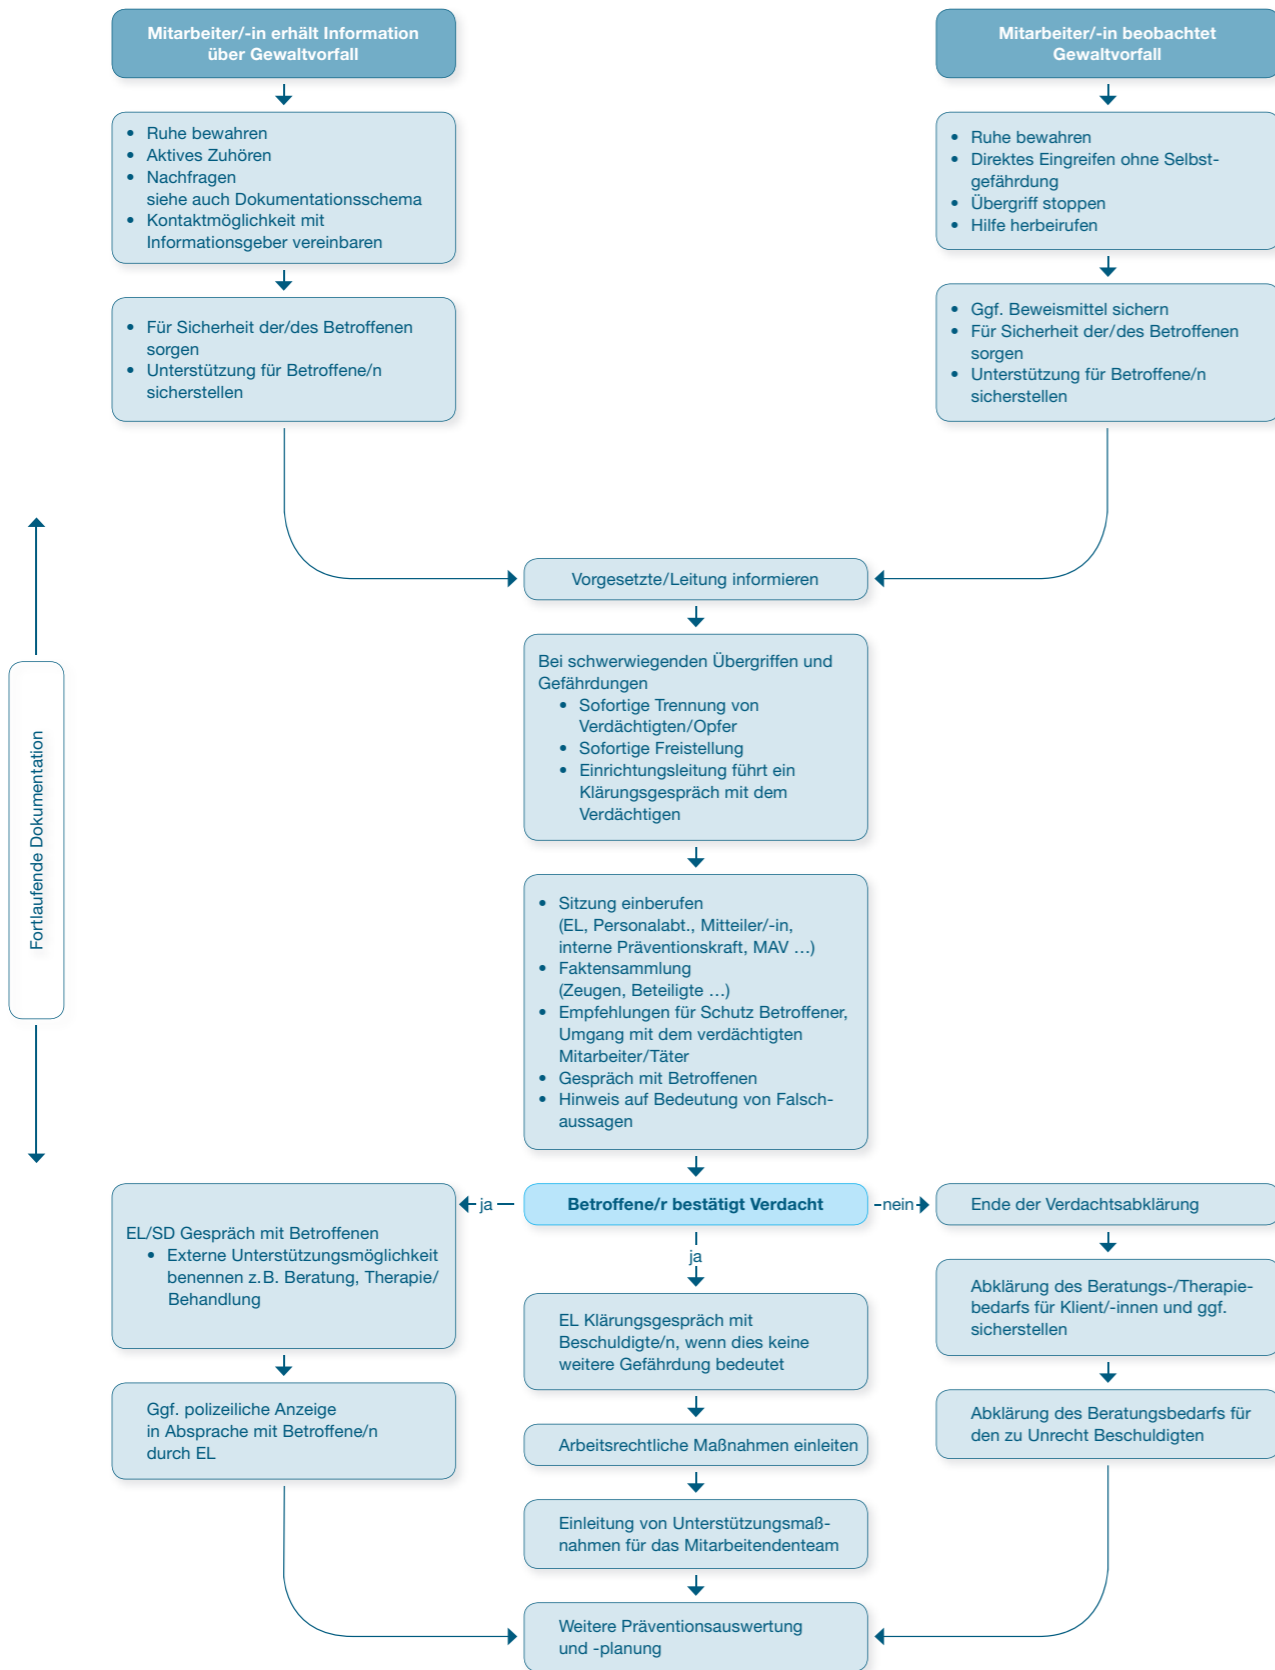 Mitarbeiter/-in erhält Information
über Gewaltvorfall
Mitarbeiter/-in beobachtet
Gewaltvorfall
• Ruhe bewahren
• Aktives Zuhören
• Nachfragen
siehe auch Dokumentationsschema
• Kontaktmöglichkeit mit
Informationsgeber vereinbaren
• Ruhe bewahren
• Direktes Eingreifen ohne Selbst-
gefährdung
• Übergriff stoppen
• Hilfe herbeirufen
• Für Sicherheit der/des Betroffenen
sorgen
• Unterstützung für Betroffene/n
sicherstellen
• Ggf. Beweismittel sichern
• Für Sicherheit der/des Betroffenen
sorgen
• Unterstützung für Betroffene/n
sicherstellen
Vorgesetzte/Leitung informieren
Bei schwerwiegenden Übergriffen und
Gefährdungen
• Sofortige Trennung von
Verdächtigten/Opfer
• Sofortige Freistellung
• Einrichtungsleitung führt ein
Klärungsgespräch mit dem
Verdächtigen
Fortlaufende Dokumentation
• Sitzung einberufen
(EL, Personalabt., Mitteiler/-in,
interne Präventionskraft, MAV ...)
• Faktensammlung
(Zeugen, Beteiligte ...)
• Empfehlungen für Schutz Betroffener,
Umgang mit dem verdächtigten
Mitarbeiter/Täter
• Gespräch mit Betroffenen
• Hinweis auf Bedeutung von Falsch-
aussagen
Betroffene/r bestätigt Verdacht
ja
nein
ja
EL/SD Gespräch mit Betroffenen
• Externe Unterstützungsmöglichkeit
benennen z.B. Beratung, Therapie/
Behandlung
Ggf. polizeiliche Anzeige
in Absprache mit Betroffene/n
durch EL
EL Klärungsgespräch mit
Beschuldigte/n, wenn dies keine
weitere Gefährdung bedeutet
Arbeitsrechtliche Maßnahmen einleiten
Einleitung von Unterstützungsmaß-
nahmen für das Mitarbeitendenteam
Ende der Verdachtsabklärung
Abklärung des Beratungs-/Therapie-
bedarfs für Klient/-innen und ggf.
sicherstellen
Abklärung des Beratungsbedarfs für
den zu Unrecht Beschuldigten
Weitere Präventionsauswertung
und -planung